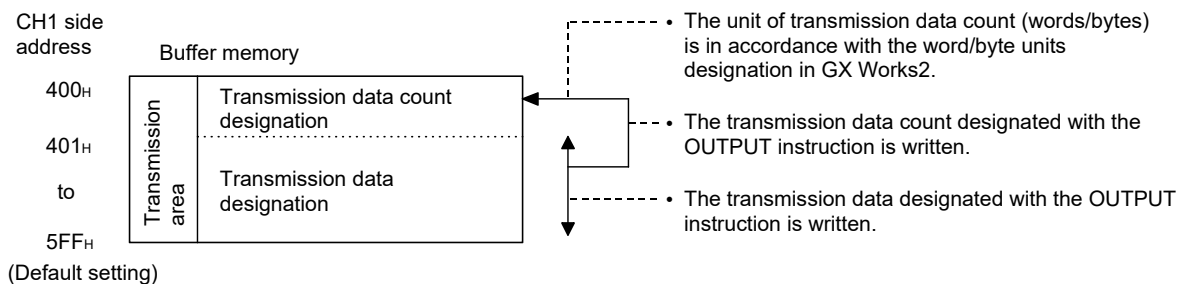 CH1 side
address
Buffer memory
400H
Transmission data count
designation
401H
to
5FFH
Transmission
area
Transmission data
designation
(Default setting)
• The unit of transmission data count (words/bytes)
is in accordance with the word/byte units
designation in GX Works2.
• The transmission data count designated with the
OUTPUT instruction is written.
• The transmission data designated with the OUTPUT
instruction is written.